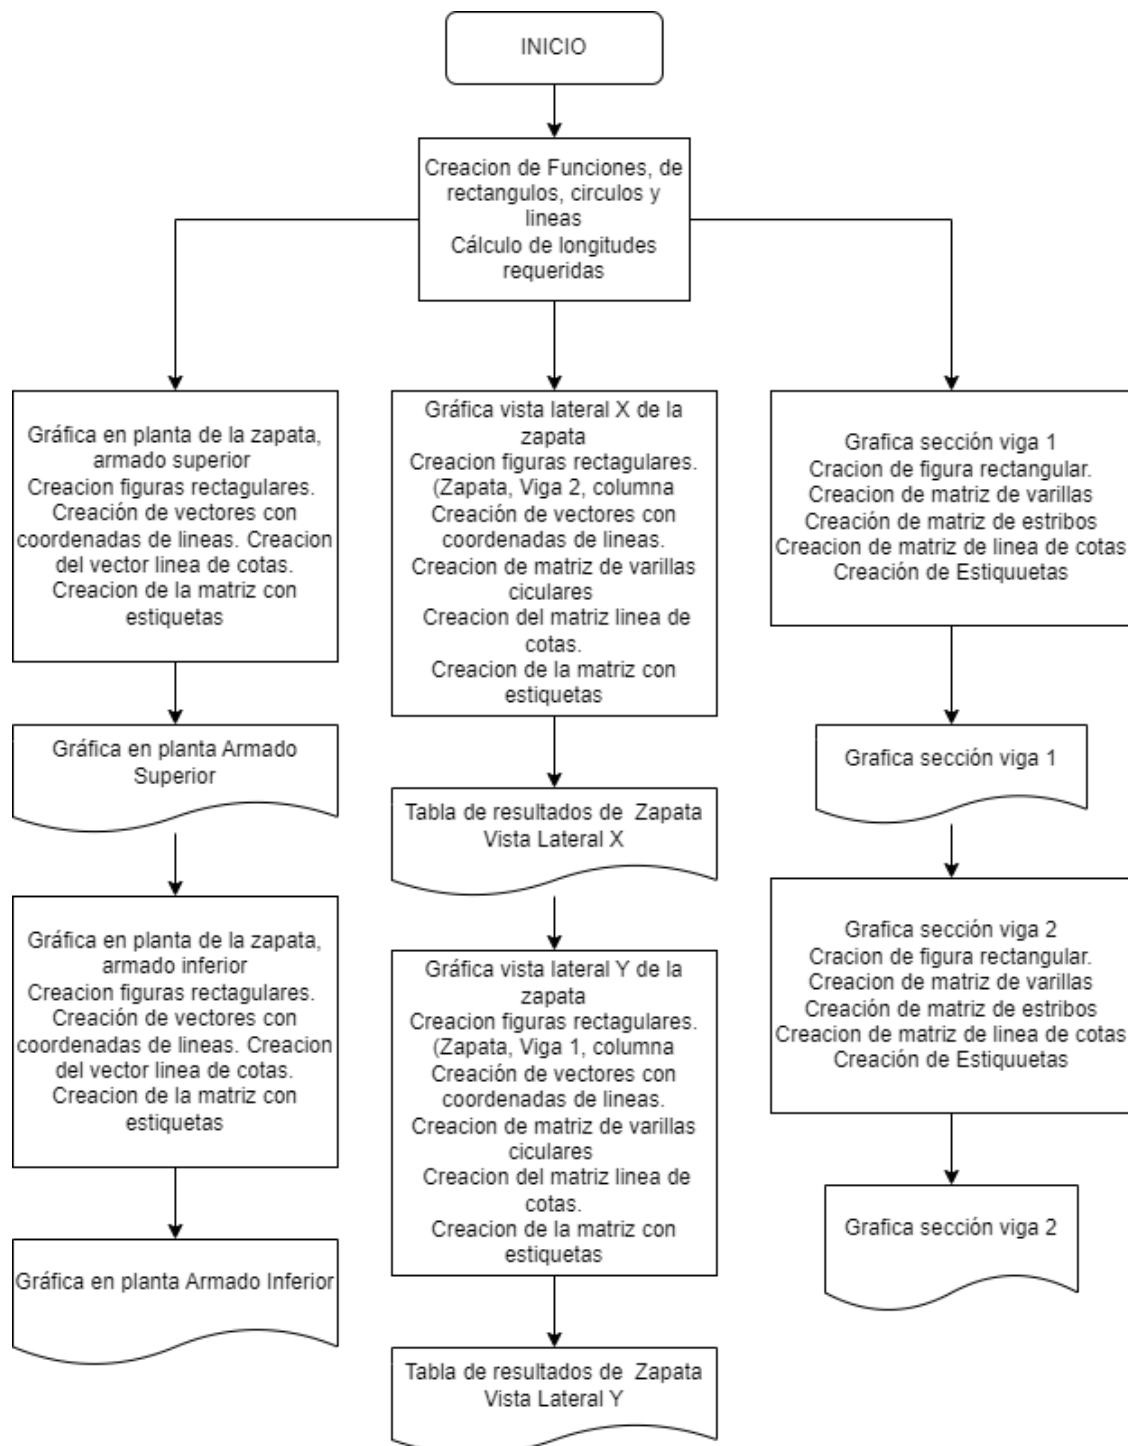 INICIO
Creacion de Funciones, de
rectangulos, circulos y
lineas
Cálculo de longitudes
requeridas
Gráfica en planta de la zapata,
armado superior
Creacion figuras rectagulares.
Creación de vectores con
coordenadas de lineas. Creacion
del vector linea de cotas.
Creacion de la matriz con
estiquetas
Gráfica en planta Armado
Superior
Gráfica en planta de la zapata,
armado inferior
Creacion figuras rectagulares.
Creación de vectores con
coordenadas de lineas. Creacion
del vector linea de cotas.
Creacion de la matriz con
estiquetas
Gráfica en planta Armado Inferior
Gráfica vista lateral X de la
zapata
Creacion figuras rectagulares.
(Zapata, Viga 2, columna
Creación de vectores con
coordenadas de lineas.
Creacion de matriz de varillas
ciculares
Creacion del matriz linea de
cotas.
Creacion de la matriz con
estiquetas
Tabla de resultados de Zapata
Vista Lateral X
Gráfica vista lateral Y de la
zapata
Creacion figuras rectagulares.
(Zapata, Viga 1, columna
Creación de vectores con
coordenadas de lineas.
Creacion de matriz de varillas
ciculares
Creacion del matriz linea de
cotas.
Creacion de la matriz con
estiquetas
Tabla de resultados de Zapata
Vista Lateral Y
Grafica sección viga 1
Cracion de figura rectangular.
Creacion de matriz de varillas
Creación de matriz de estribos
Creacion de matriz de linea de cotas
Creación de Estiquuetas
Grafica sección viga 1
Grafica sección viga 2
Cracion de figura rectangular.
Creacion de matriz de varillas
Creación de matriz de estribos
Creacion de matriz de linea de cotas
Creación de Estiquuetas
Grafica sección viga 2